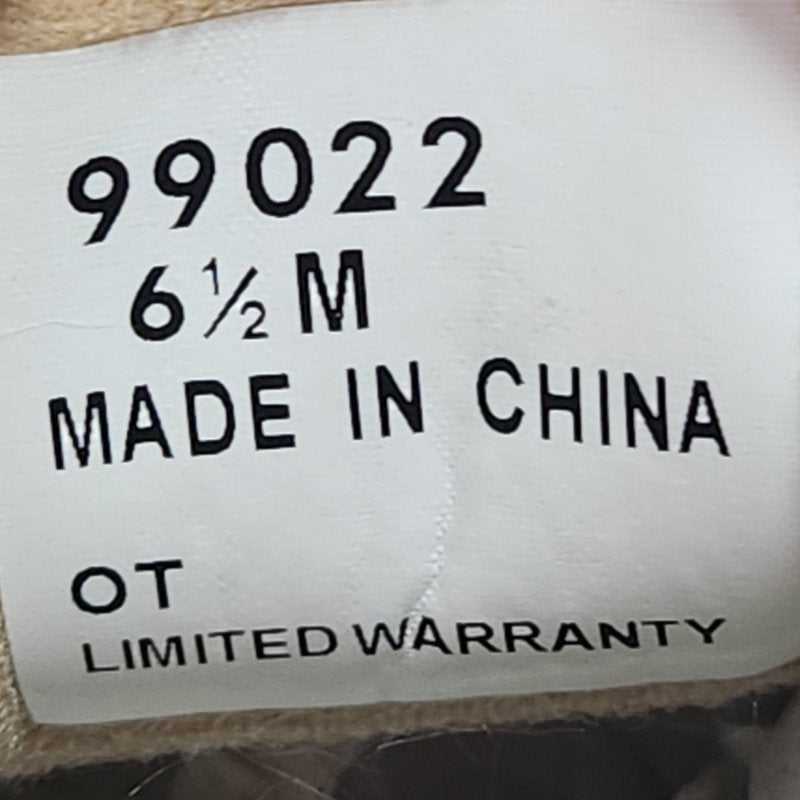 99022
6½ M
MADE IN CHINA
OT
LIMITED WARRANTY